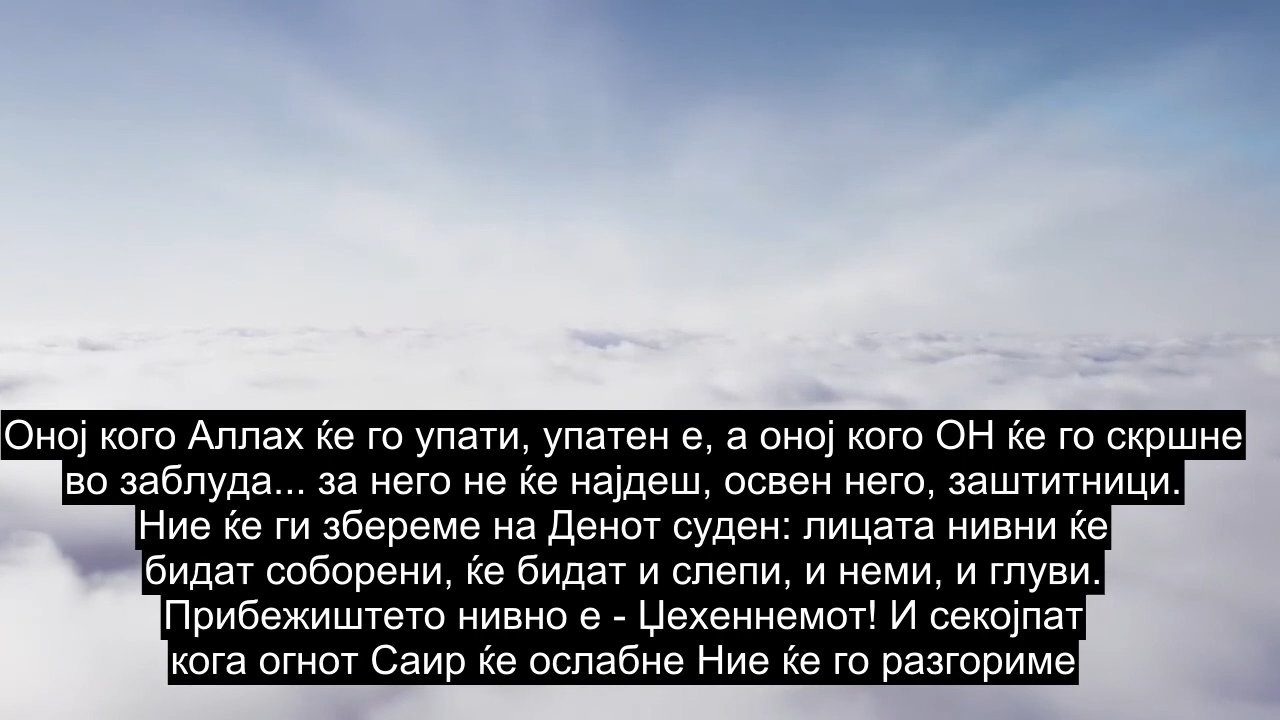 Оној кого Аллах ќе го упати, упатен е, а оној кого ОН ќе го скршне
во заблуда... за него не ќе најдеш, освен него, заштитници.
Ние ќе ги збереме на Денот суден: лицата нивни ќе
бидат соборени, ќе бидат и слепи, и неми, и глуви.
Прибежиштето нивно е - Џехеннемот! И секојпат
кога огнот Саир ќе ослабне Ние ќе го разгориме